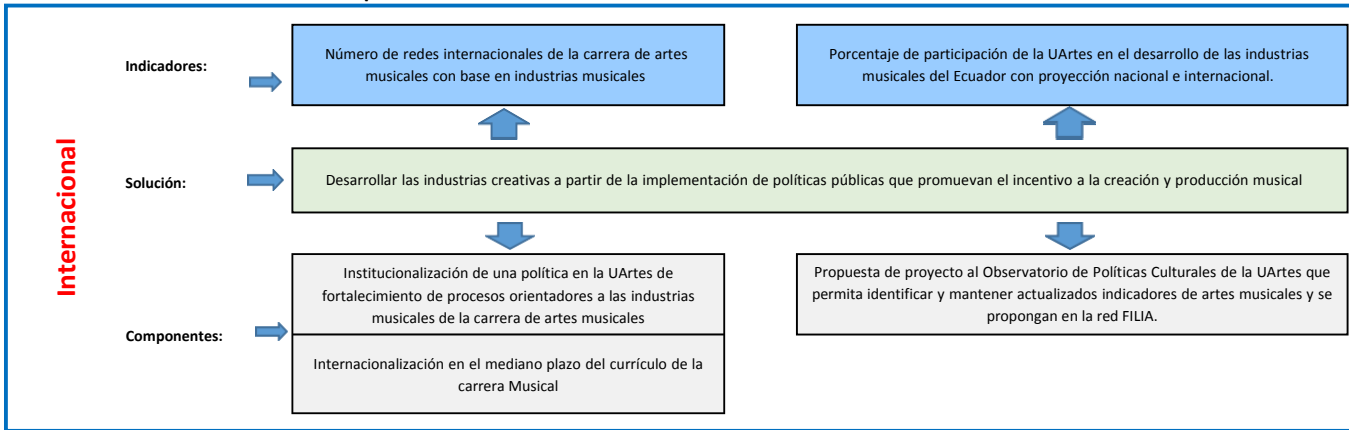 Internacional
Indicadores:
Número de redes internacionales de la carrera de artes
musicales con base en industrias musicales
Porcentaje de participación de la UArtes en el desarrollo de las industrias
musicales del Ecuador con proyección nacional e internacional.
Solución:
Desarrollar las industrias creativas a partir de la implementación de políticas públicas que promuevan el incentivo a la creación y producción musical
Componentes:
Institucionalización de una política en la UArtes de
fortalecimiento de procesos orientadores a las industrias
musicales de la carrera de artes musicales
Internacionalización en el mediano plazo del currículo de la
carrera Musical
Propuesta de proyecto al Observatorio de Políticas Culturales de la UArtes que
permita identificar y mantener actualizados indicadores de artes musicales y se
propongan en la red FILIA.